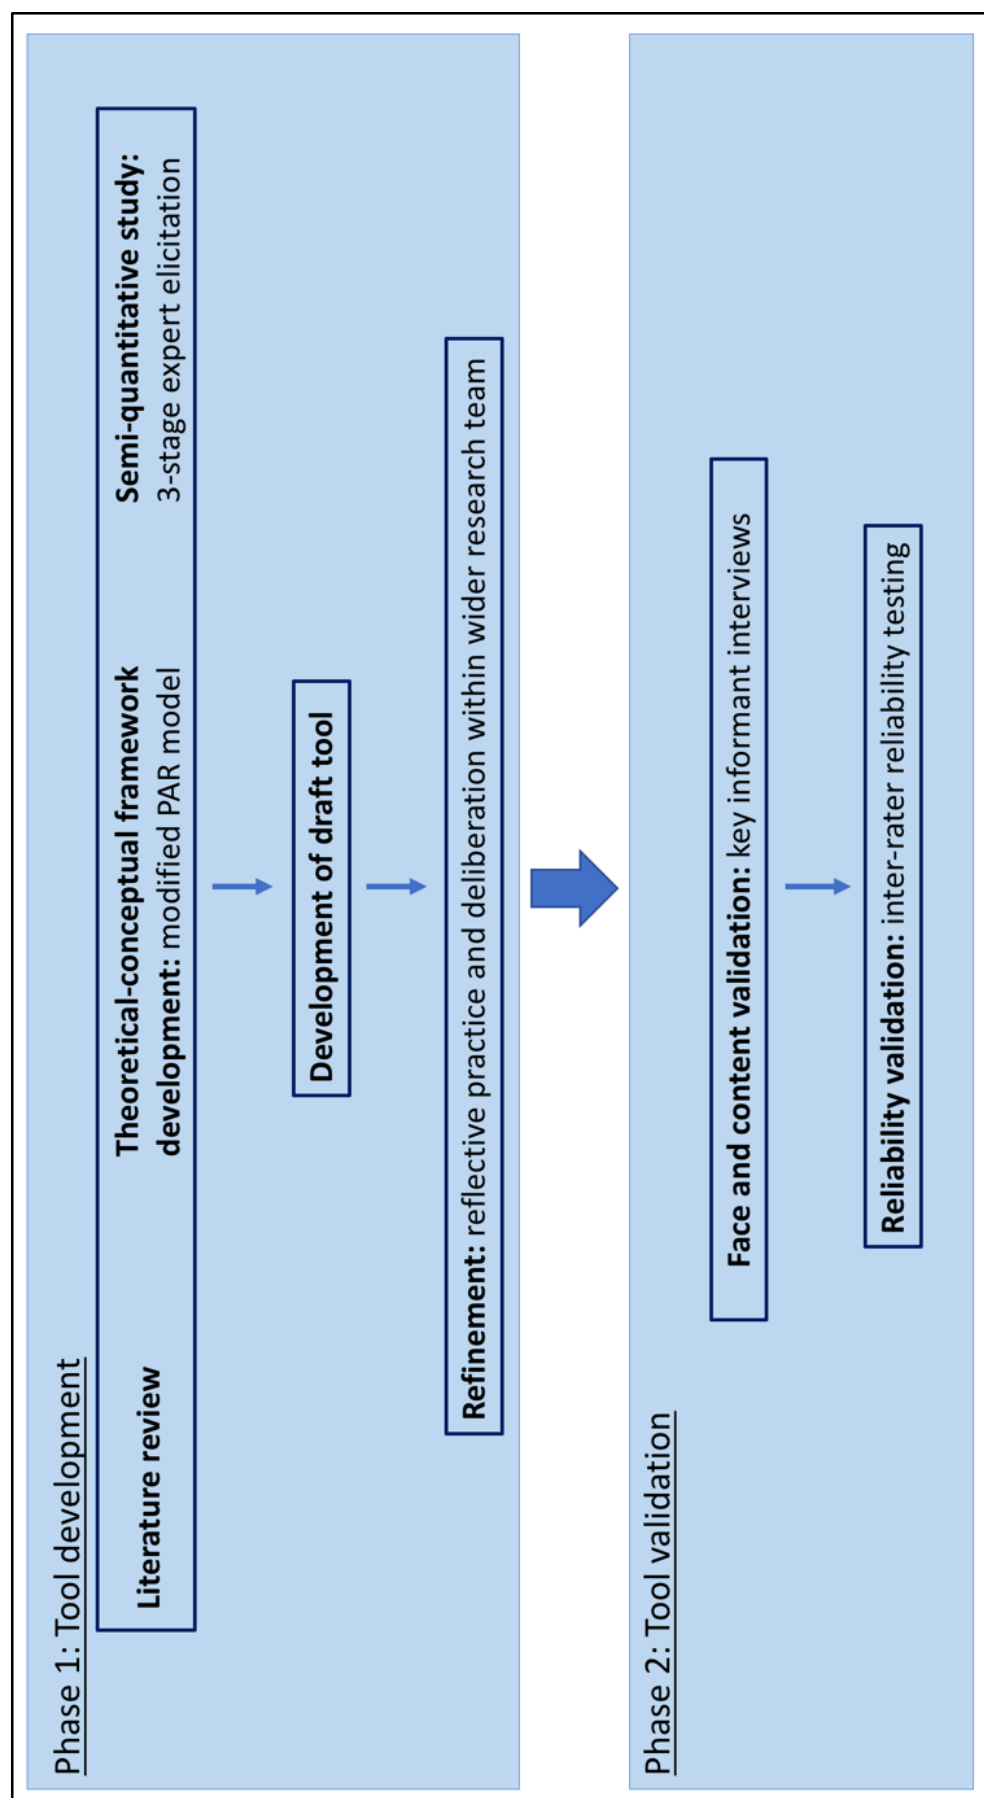 Phase 1: Tool development
Literature review
Theoretical-conceptual framework
development: modified PAR model
Semi-quantitative study:
3-stage expert elicitation
Development of draft tool
Refinement: reflective practice and deliberation within wider research team
Phase 2: Tool validation
Face and content validation: key informant interviews
Reliability validation: inter-rater reliability testing